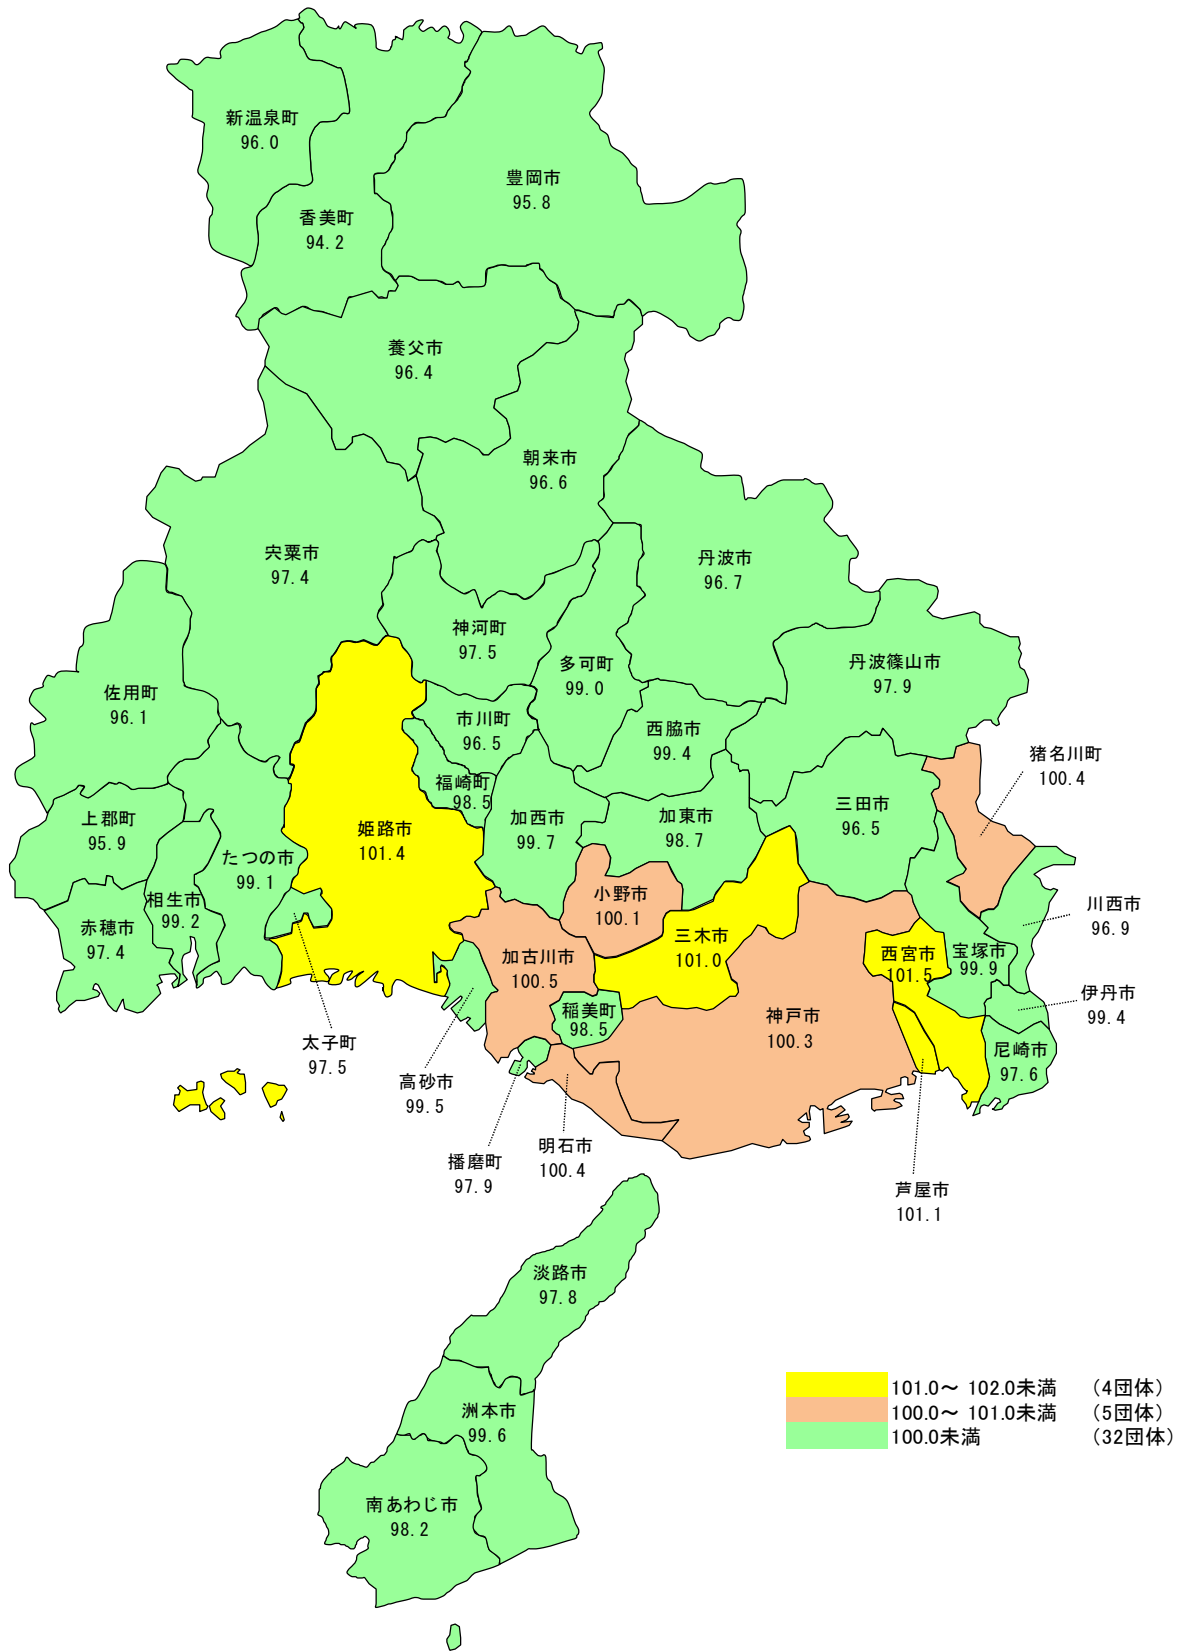 新温泉町
96.0
香美町
94.2
豊岡市
95.8
養父市
96.4
朝来市
96.6
宍粟市
97.4
丹波市
96.7
神河町
97.5
多可町
99.0
丹波篠山市
97.9
佐用町
96.1
市川町
96.5
西脇市
99.4
猪名川町
100.4
福崎町
98.5
三田市
96.5
上郡町
95.9
姫路市
101.4
加西市
99.7
加東市
98.7
たつの市
99.1
相生市
99.2
小野市
100.1
川西市
96.9
赤穂市
97.4
三木市
101.0
加古川市
100.5
西宮市
101.5
宝塚市
99.9
伊丹市
99.4
稲美町
98.5
神戸市
100.3
太子町
97.5
尼崎市
97.6
高砂市
99.5
播磨町
97.9
明石市
100.4
芦屋市
101.1
淡路市
97.8
洲本市
99.6
南あわじ市
98.2
101.0～ 102.0未満 （4団体）
100.0～ 101.0未満 （5団体）
100.0未満 （32団体）